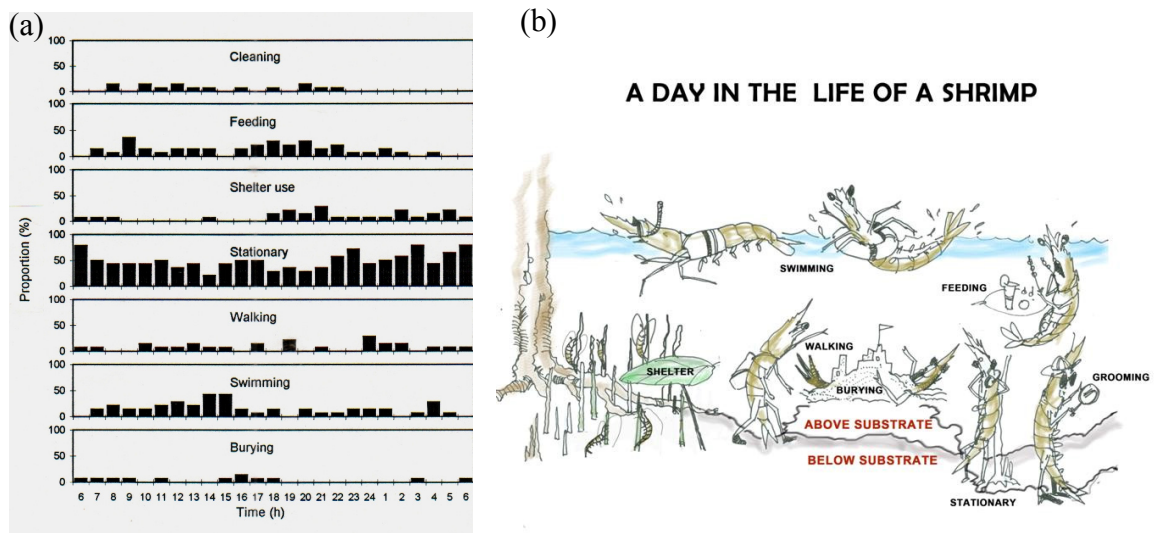 (a)
100
Cleaning
50
0
100
Feeding
50
0
100
Shelter use
50
0
100
Stationary
50
0
100
Walking
50
0
100
Swimming
50
0
100
Burying
50
0
Proportion (%)
6 7 8 9 10 11 12 13 14 15 16 17 18 19 20 21 22 23 24 1 2 3 4 5 6
Time (h)
(b)
A DAY IN THE LIFE OF A SHRIMP
SWIMMING
FEEDING
WALKING
SHELTER
BURYING
GROOMING
ABOVE SUBSTRATE
BELOW SUBSTRATE
STATIONARY